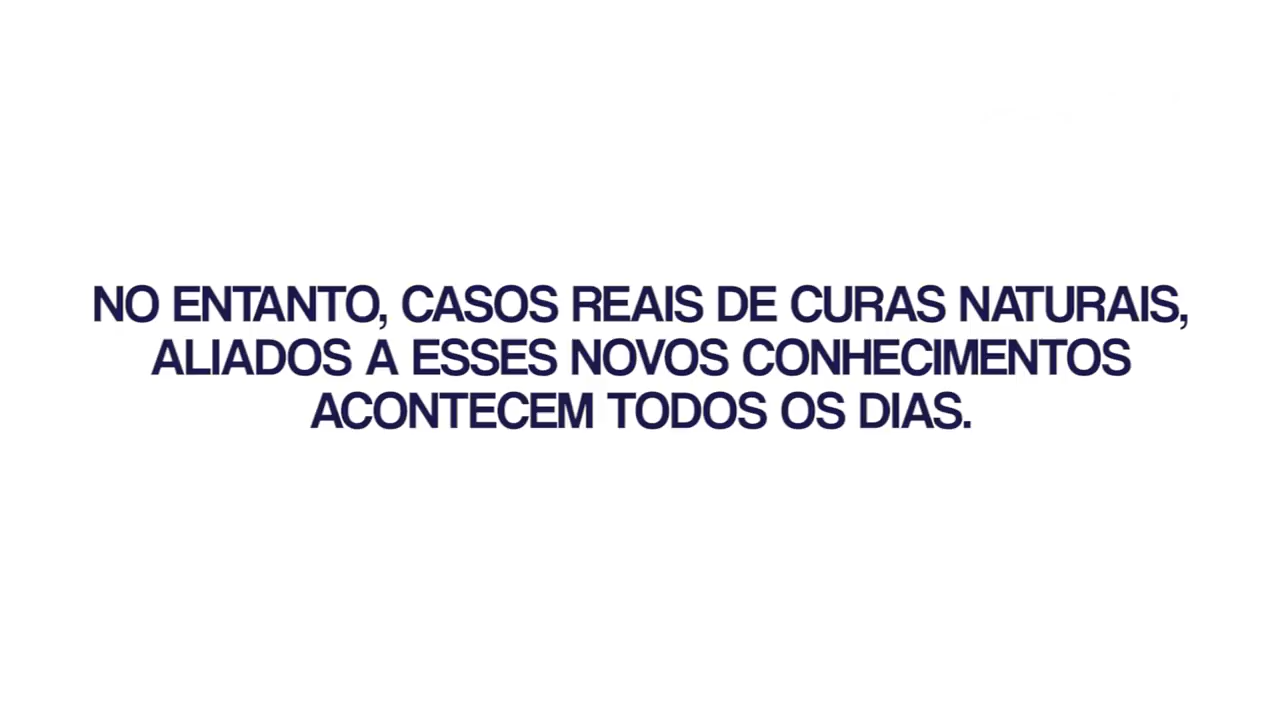 NO ENTANTO, CASOS REAIS DE CURAS NATURAIS,
ALIADOS A ESSES NOVOS CONHECIMENTOS
ACONTECEM TODOS OS DIAS.